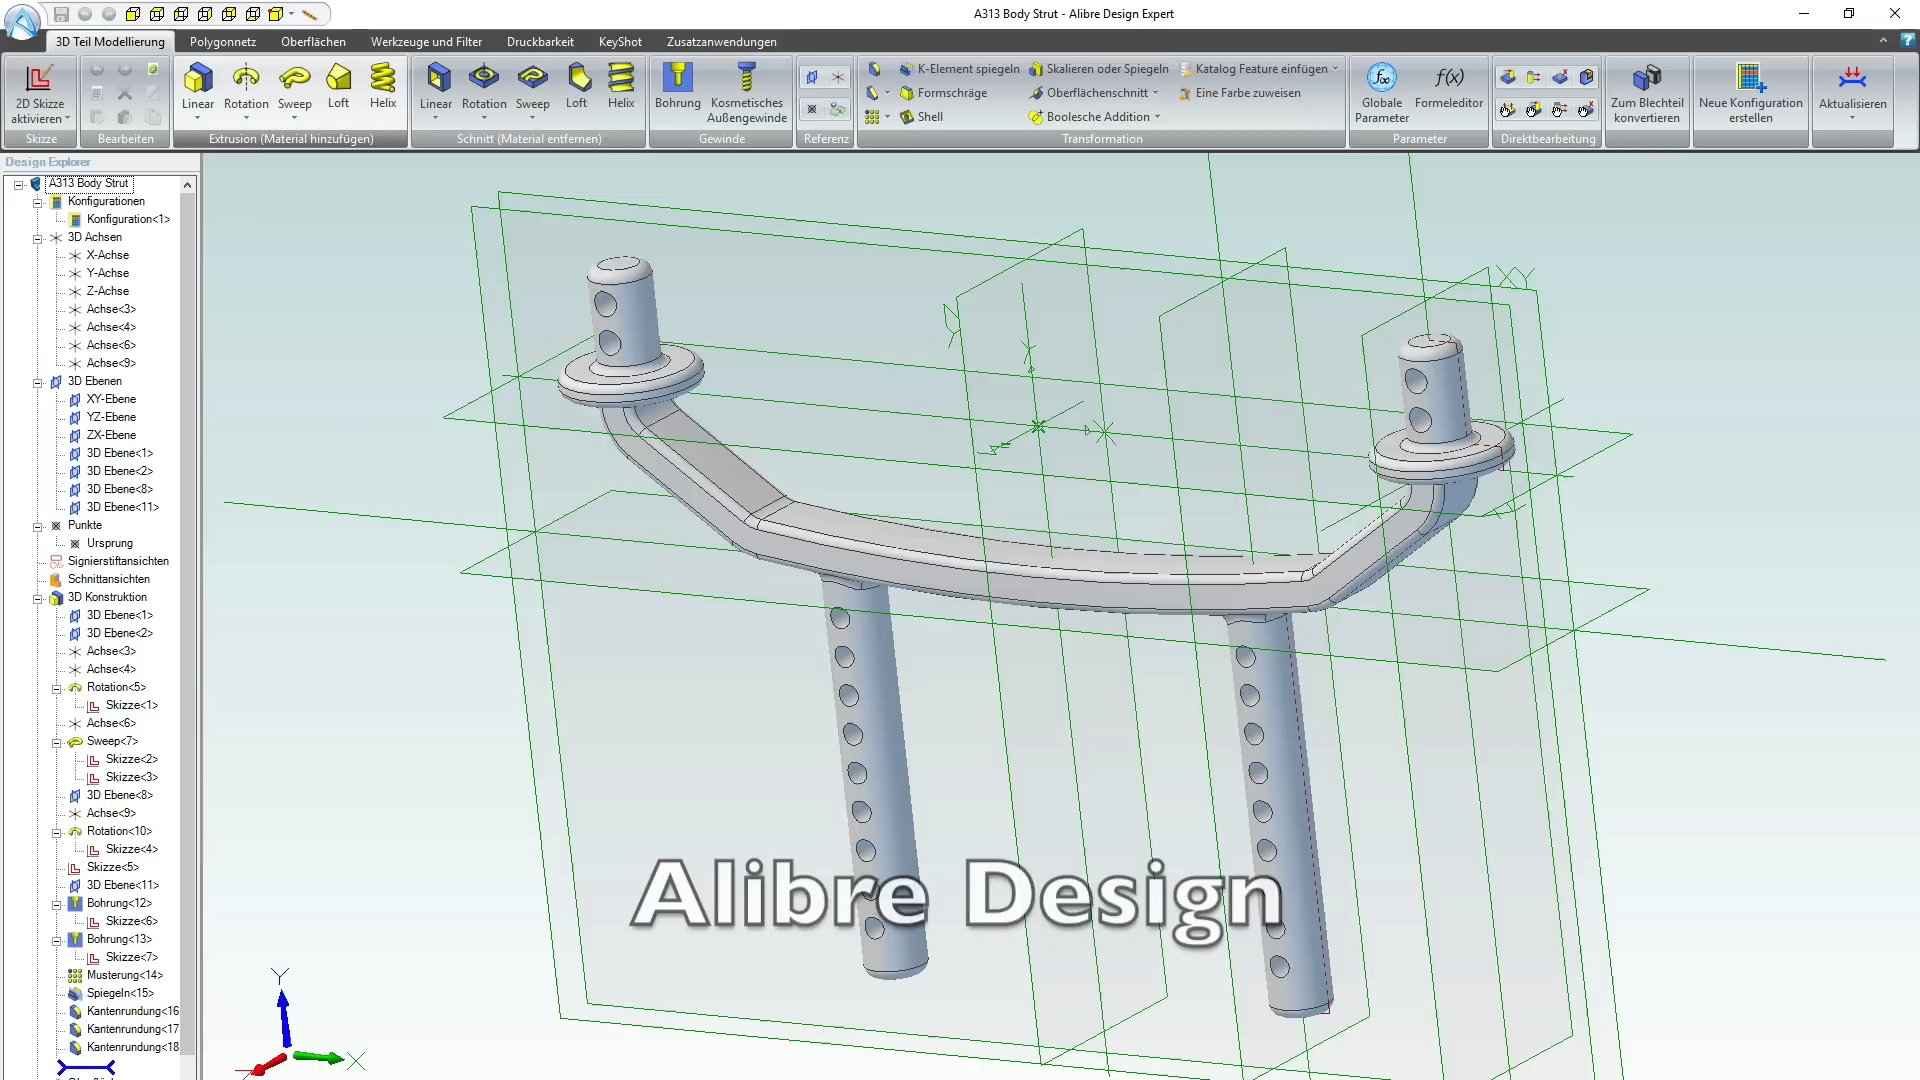 A313 Body Strut - Alibre Design Expert
3D Teil Modellierung
Polygonnetz
Oberflächen
Werkzeuge und Filter
Druckbarkeit
KeyShot
Zusatzanwendungen
2D Skizze
aktivieren
Skizze
Bearbeiten
Linear
Rotation
Sweep
Loft
Helix
Extrusion (Material hinzufügen)
Linear
Rotation
Sweep
Loft
Helix
Schnitt (Material entfernen)
Bohrung
Kosmetisches
Außengewinde
Gewinde
Referenz
K-Element spiegeln
Skalieren oder Spiegeln
Katalog Feature einfügen
Formschräge
Oberflächenschnitt
Eine Farbe zuweisen
Shell
Boolesche Addition
Transformation
Globale
Parameter
Formeleditor
Parameter
Direktbearbeitung
Zum Blechteil
konvertieren
Neue Konfiguration
erstellen
Aktualisieren
Design Explorer
A313 Body Strut
Konfigurationen
Konfiguration<1>
3D Achsen
X-Achse
Y-Achse
Z-Achse
Achse<3>
Achse<4>
Achse<6>
Achse<9>
3D Ebenen
XY-Ebene
YZ-Ebene
ZX-Ebene
3D Ebene<1>
3D Ebene<2>
3D Ebene<8>
3D Ebene<11>
Punkte
Ursprung
Signierstiftansichten
Schnittansichten
3D Konstruktion
3D Ebene<1>
3D Ebene<2>
Achse<3>
Achse<4>
Rotation<5>
Skizze<1>
Achse<6>
Sweep<7>
Skizze<2>
Skizze<3>
3D Ebene<8>
Achse<9>
Rotation<10>
Skizze<4>
Skizze<5>
3D Ebene<11>
Bohrung<12>
Skizze<6>
Bohrung<13>
Skizze<7>
Musterung<14>
Spiegeln<15>
Kantenrundung<16
Kantenrundung<17
Kantenrundung<18
XY
Y
X
Z
Alibre Design
Y
X